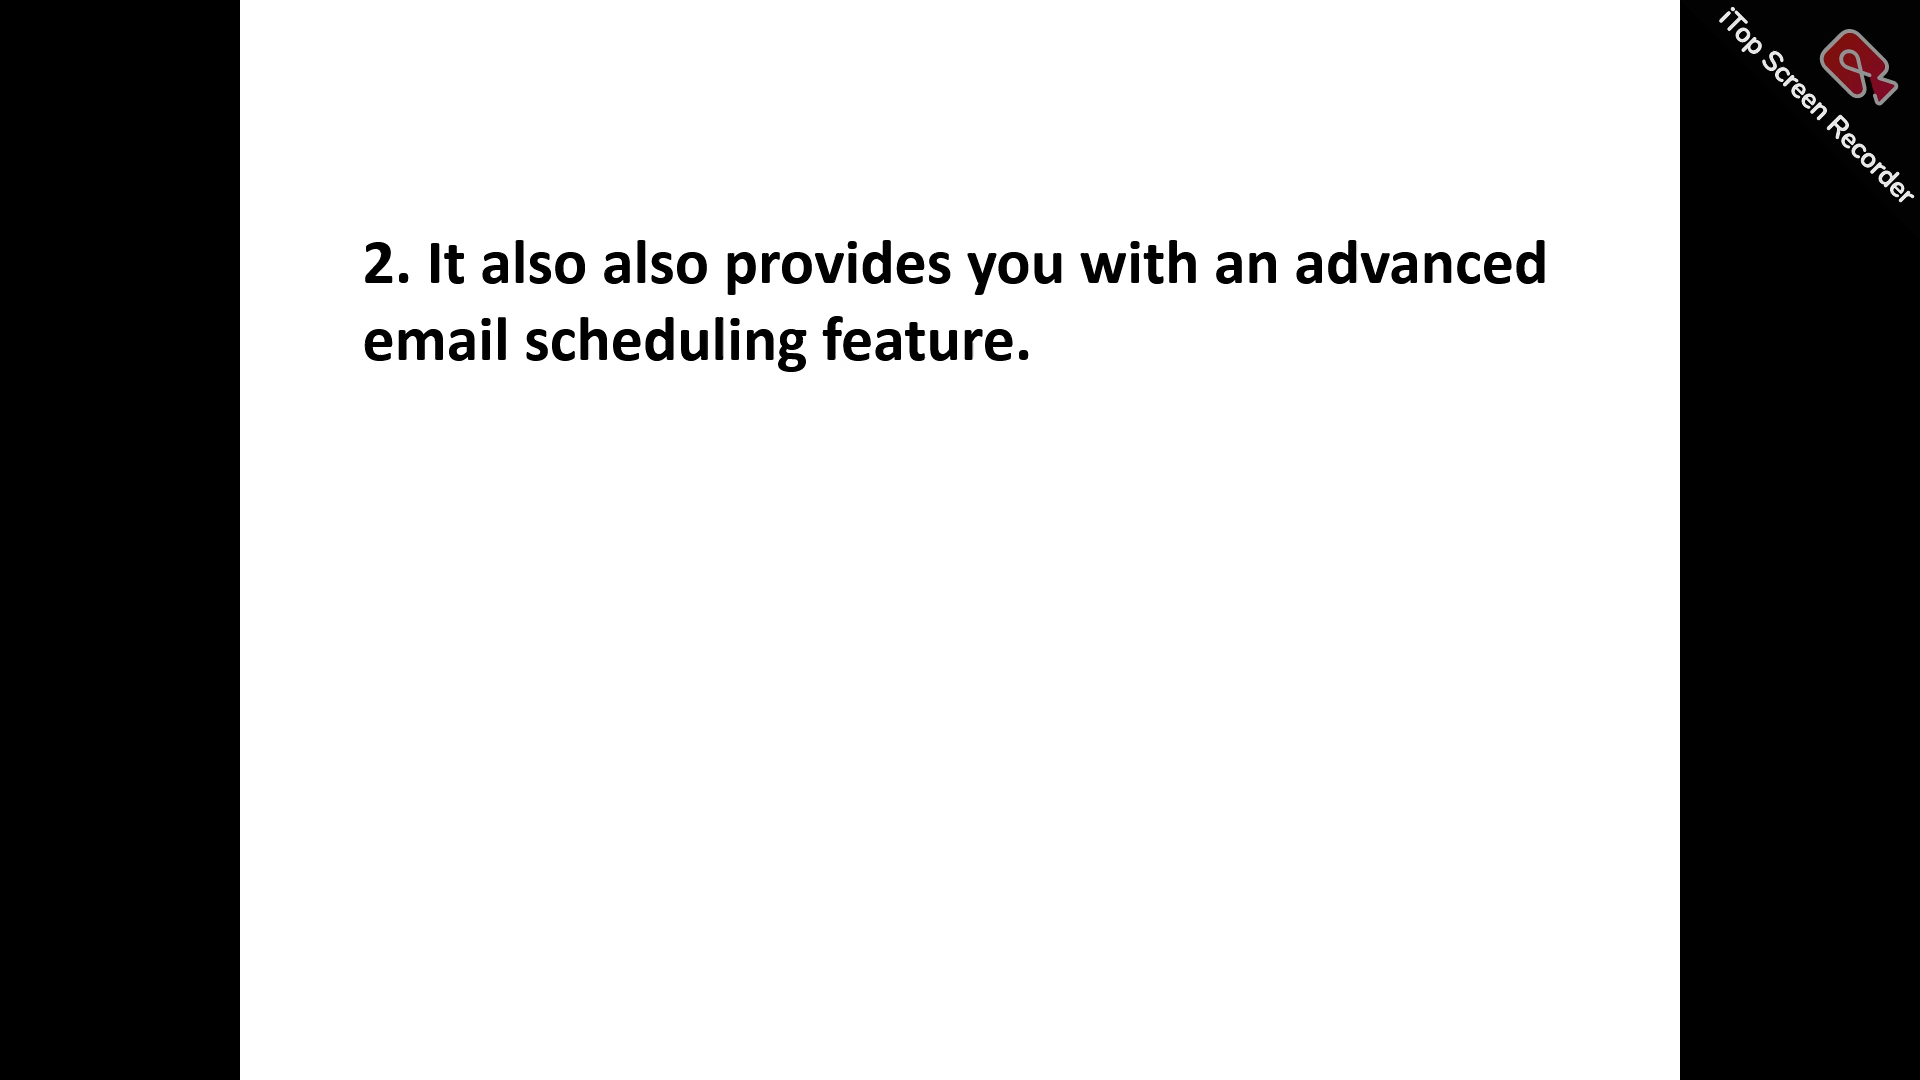 iTop Screen Recorder
2. It also also provides you with an advanced
email scheduling feature.